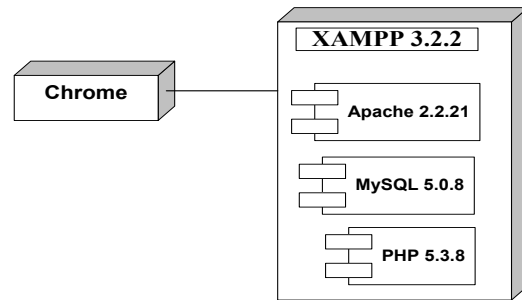 XAMPP 3.2.2
Chrome
Apache 2.2.21
MySQL 5.0.8
PHP 5.3.8